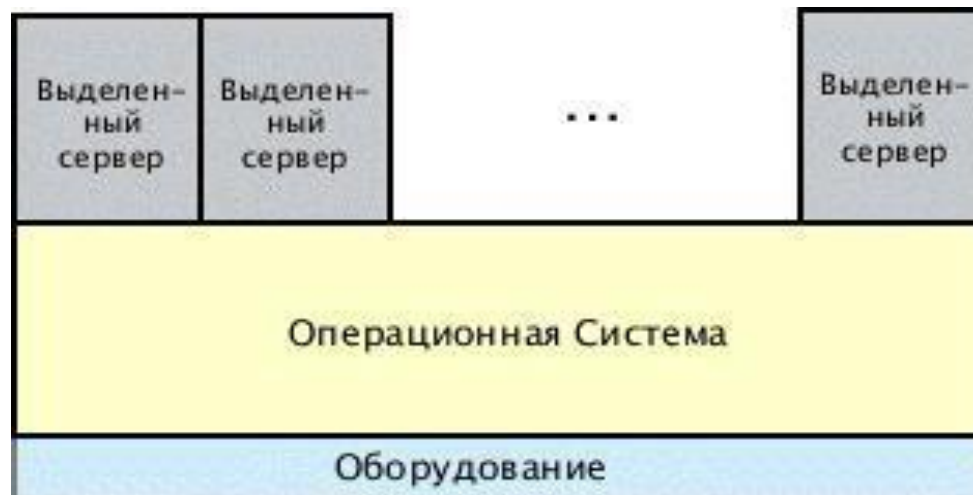 Выделен-
ный
сервер
Выделен-
ный
сервер
...
Выделен-
ный
сервер
Операционная Система
Оборудование